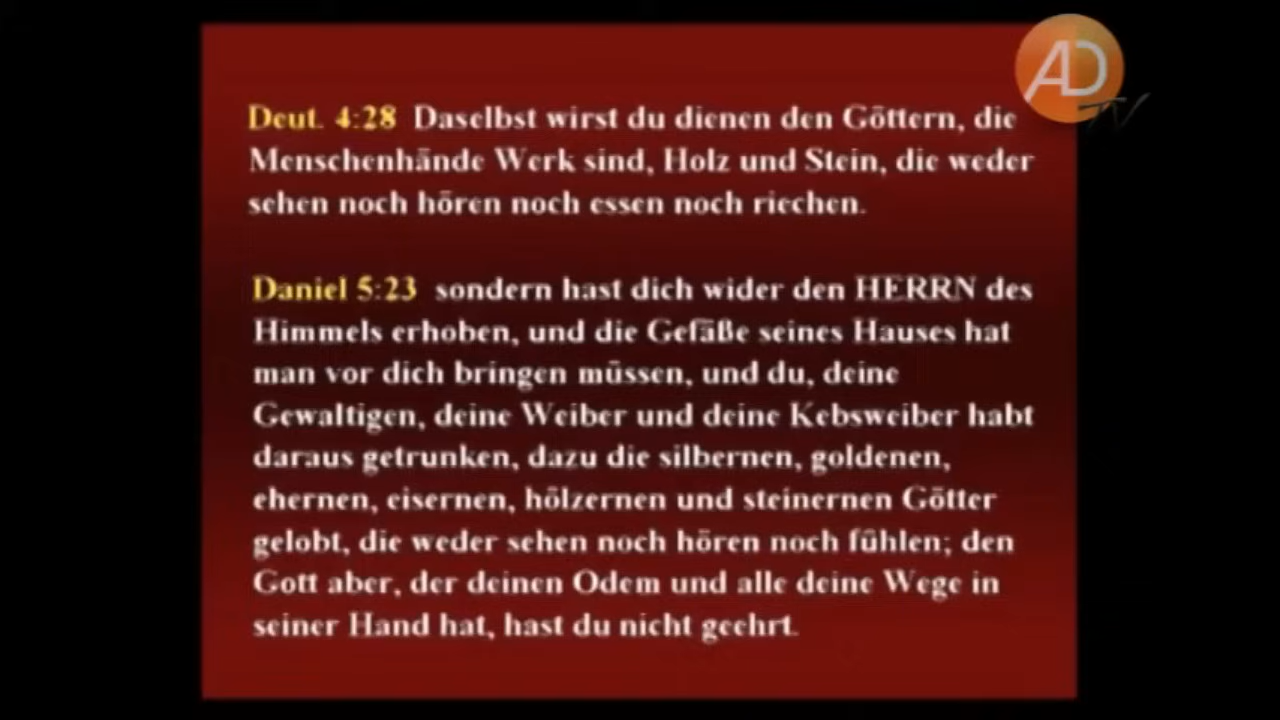 AD
TV
Deut. 4:28 Daselbst wirst du dienen den Göttern, die
Menschenhände Werk sind, Holz und Stein, die weder
sehen noch hören noch essen noch riechen.
Daniel 5:23 sondern hast dich wider den HERRN des
Himmels erhoben, und die Gefäße seines Hauses hat
man vor dich bringen müssen, und du, deine
Gewaltigen, deine Weiber und deine Kebsweiber habt
daraus getrunken, dazu die silbernen, goldenen,
ehernen, eisernen, hölzernen und steinernen Götter
gelobt, die weder sehen noch hören noch fühlen; den
Gott aber, der deinen Odem und alle deine Wege in
seiner Hand hat, hast du nicht geehrt.